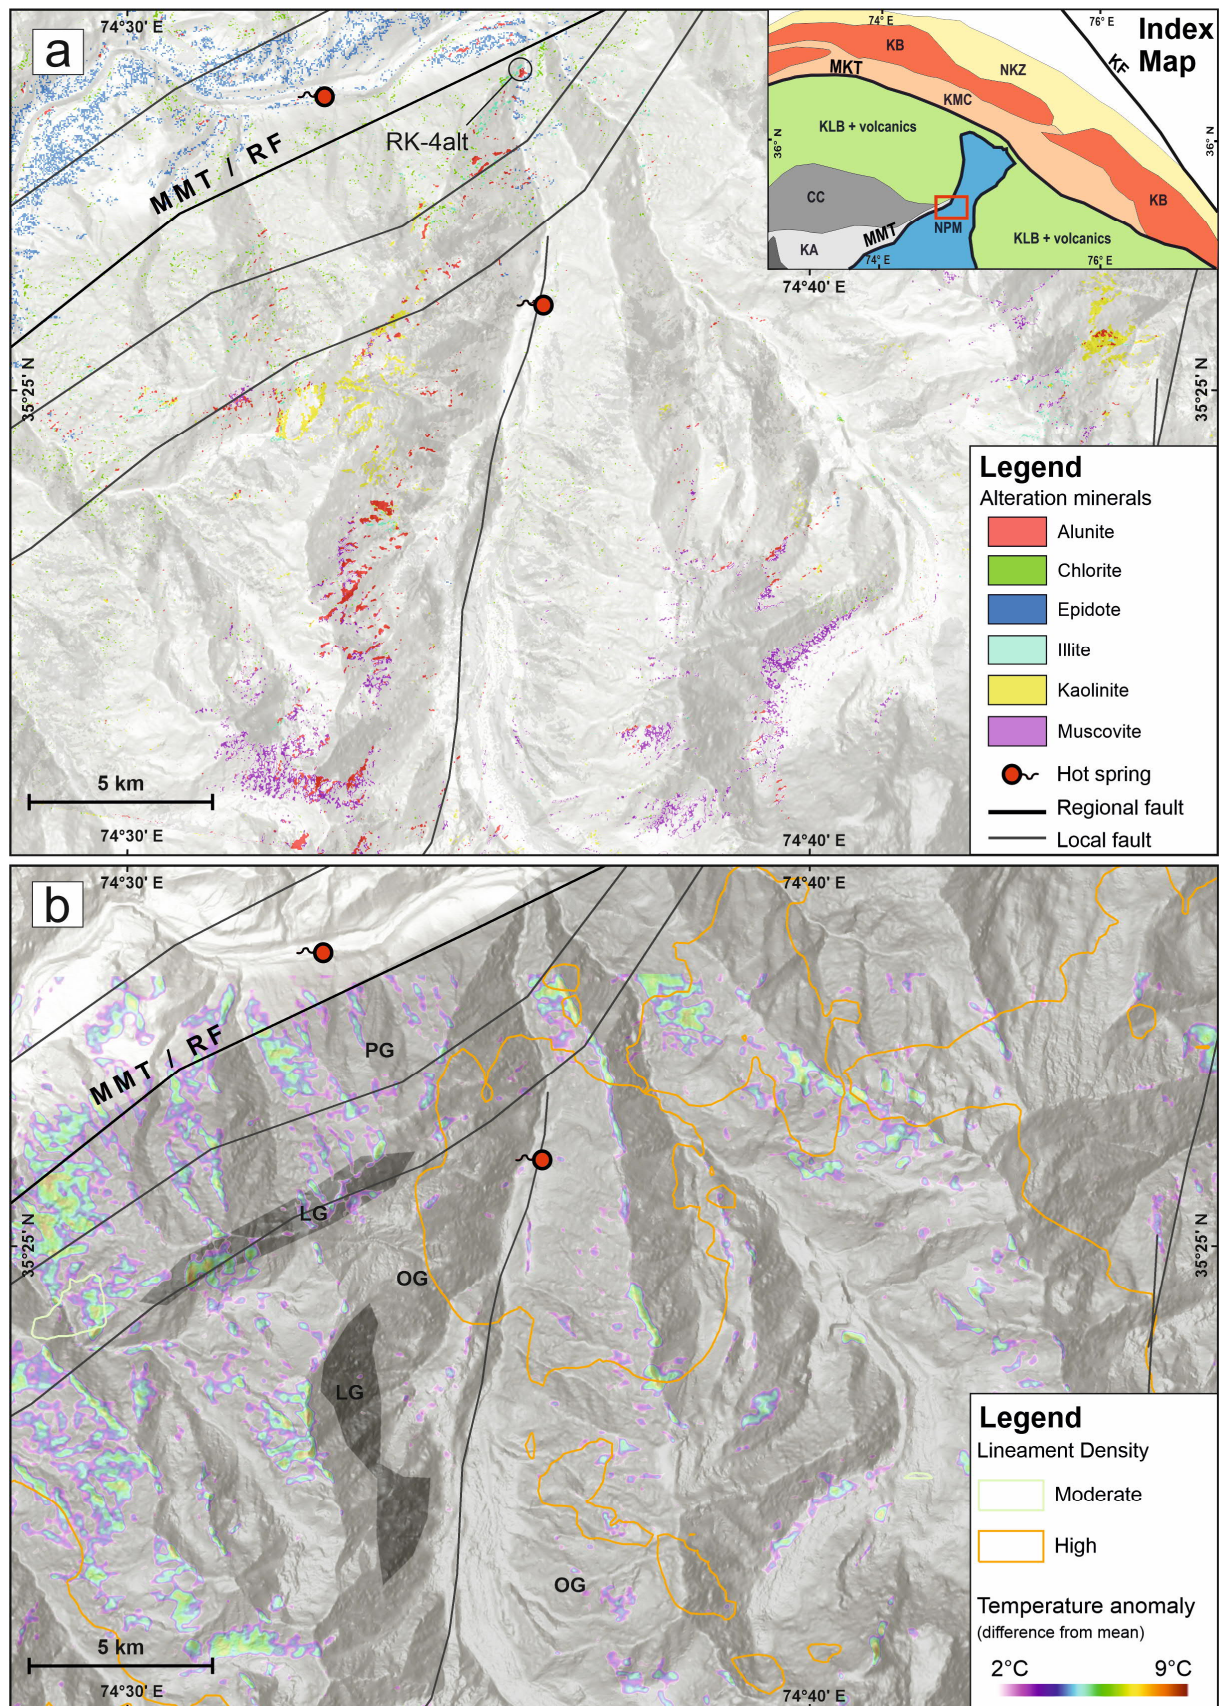 a
74°30' E
RK-4alt
MMT / RF
Index
Map
74° E
76° E
KB
MKT
NKZ
KF
KMC
KLB + volcanics
36° N
36° N
CC
KB
NPM
MMT
KLB + volcanics
KA
74° E
76° E
74°40' E
35°25' N
35°25' N
Legend
Alteration minerals
Alunite
Chlorite
Epidote
Illite
Kaolinite
Muscovite
Hot spring
Regional fault
Local fault
5 km
74°30' E
74°40' E
b
74°30' E
74°40' E
MMT / RF
PG
LG
35°25' N
35°25' N
OG
LG
OG
Legend
Lineament Density
Moderate
High
Temperature anomaly
(difference from mean)
2°C 9°C
5 km
74°30' E
74°40' E